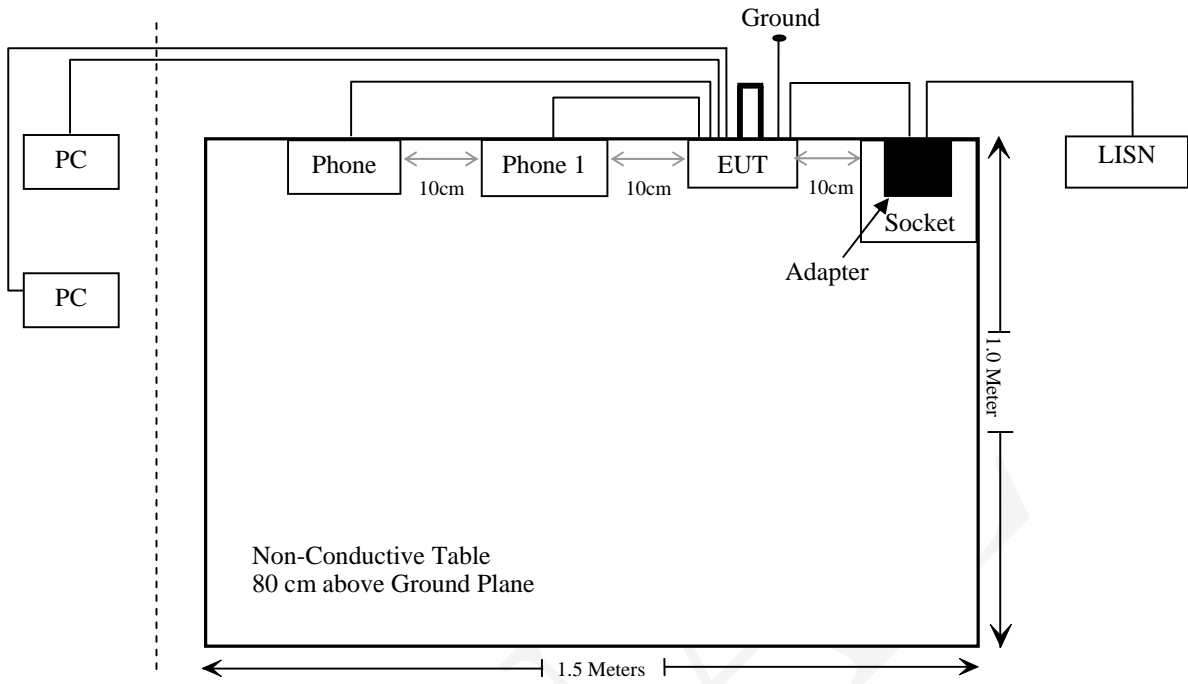 Ground
PC
Phone
Phone 1
EUT
LISN
10cm
10cm
10cm
Socket
Adapter
PC
1.0 Meter
Non-Conductive Table
80 cm above Ground Plane
1.5 Meters